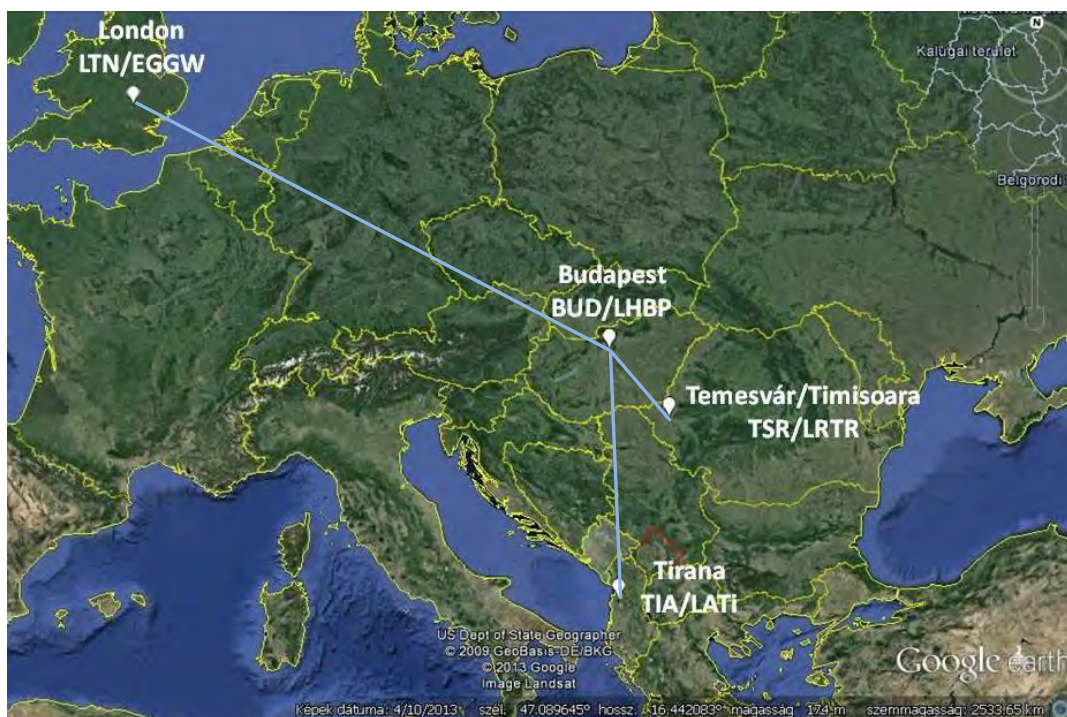 London
LTN/EGGW
Kalugai terület
N
Belgorodi
Budapest
BUD/LHBP
Temesvár/Timisoara
TSR/LRTR
Tirana
TIA/LATi
US Dept of State Geographer
© 2009 GeoBasis-DE/BKG
© 2013 Google
Image Landsat
Google earth
Képek dátuma: 4/10/2013 szél. 47.089645° hossz. 16.442083° magasság 174 m szemmagasság: 2533.65 km